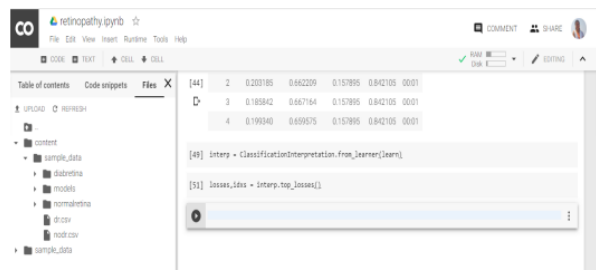 CO
retinopathy.ipynb
File Edit View Insert Runtime Tools Help
COMMENT SHARE
CODE TEXT CELL CELL
RAM
Disk
EDITING
Table of contents Code snippets Files X
UPLOAD REFRESH
..
content
sample_data
diabretina
models
normalretina
dr.csv
nodr.csv
sample_data
[44] 2 0.203185 0.662209 0.157895 0.842105 00:01
3 0.185842 0.667164 0.157895 0.842105 00:01
4 0.199340 0.659575 0.157895 0.842105 00:01
[49] interp = ClassificationInterpretation.from_learner(learn)
[51] losses,idxs = interp.top_losses()